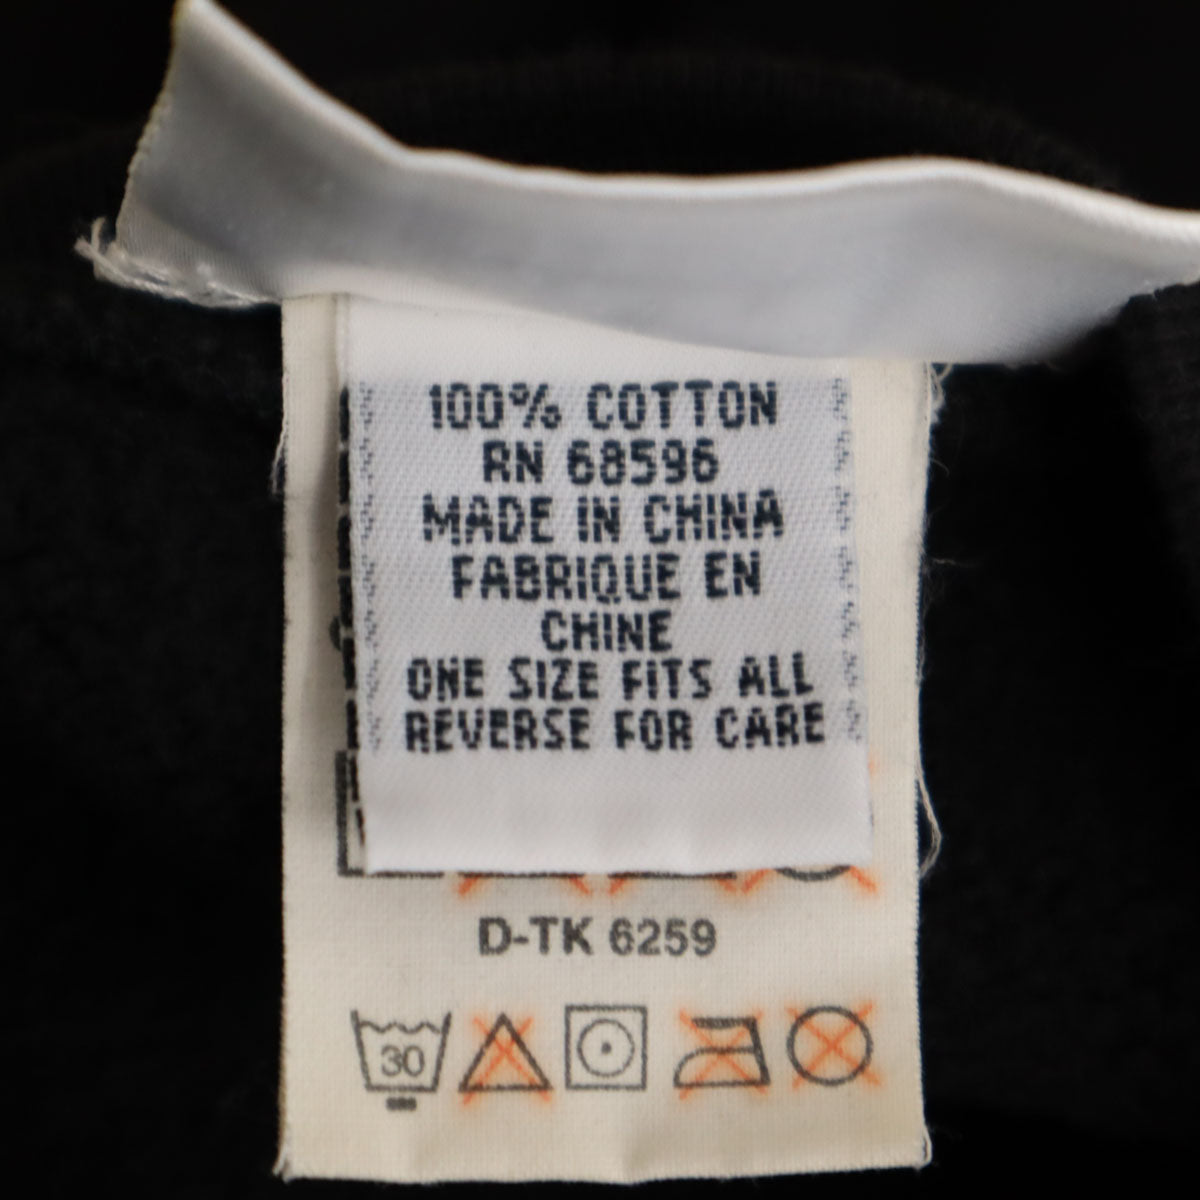 100% COTTON
RN 68596
MADE IN CHINA
FABRIQUE EN
CHINE
ONE SIZE FITS ALL
REVERSE FOR CARE
D-TK 6259
30